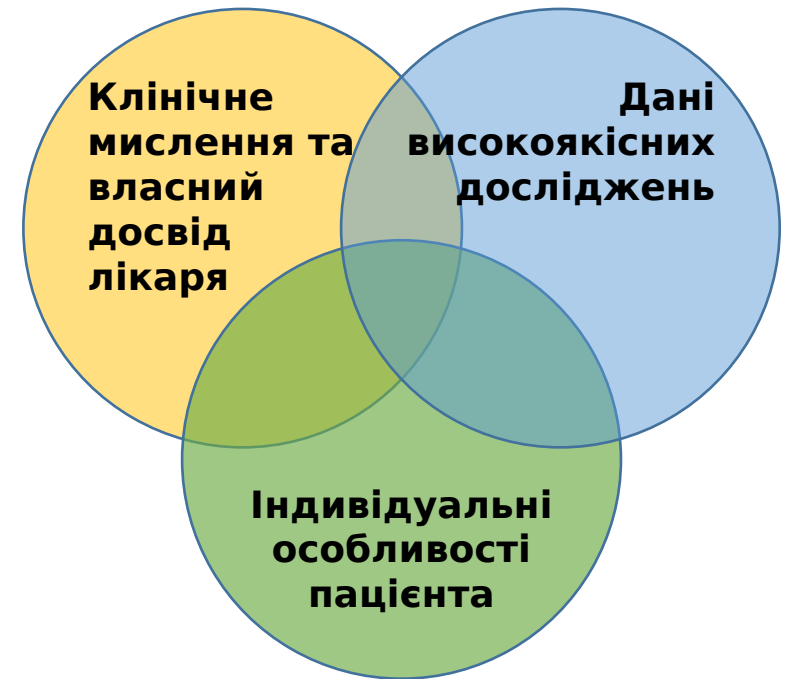 Клінічне
мислення та
власний
досвід
лікаря
Дані
високоякісних
досліджень
Індивідуальні
особливості
пацієнта